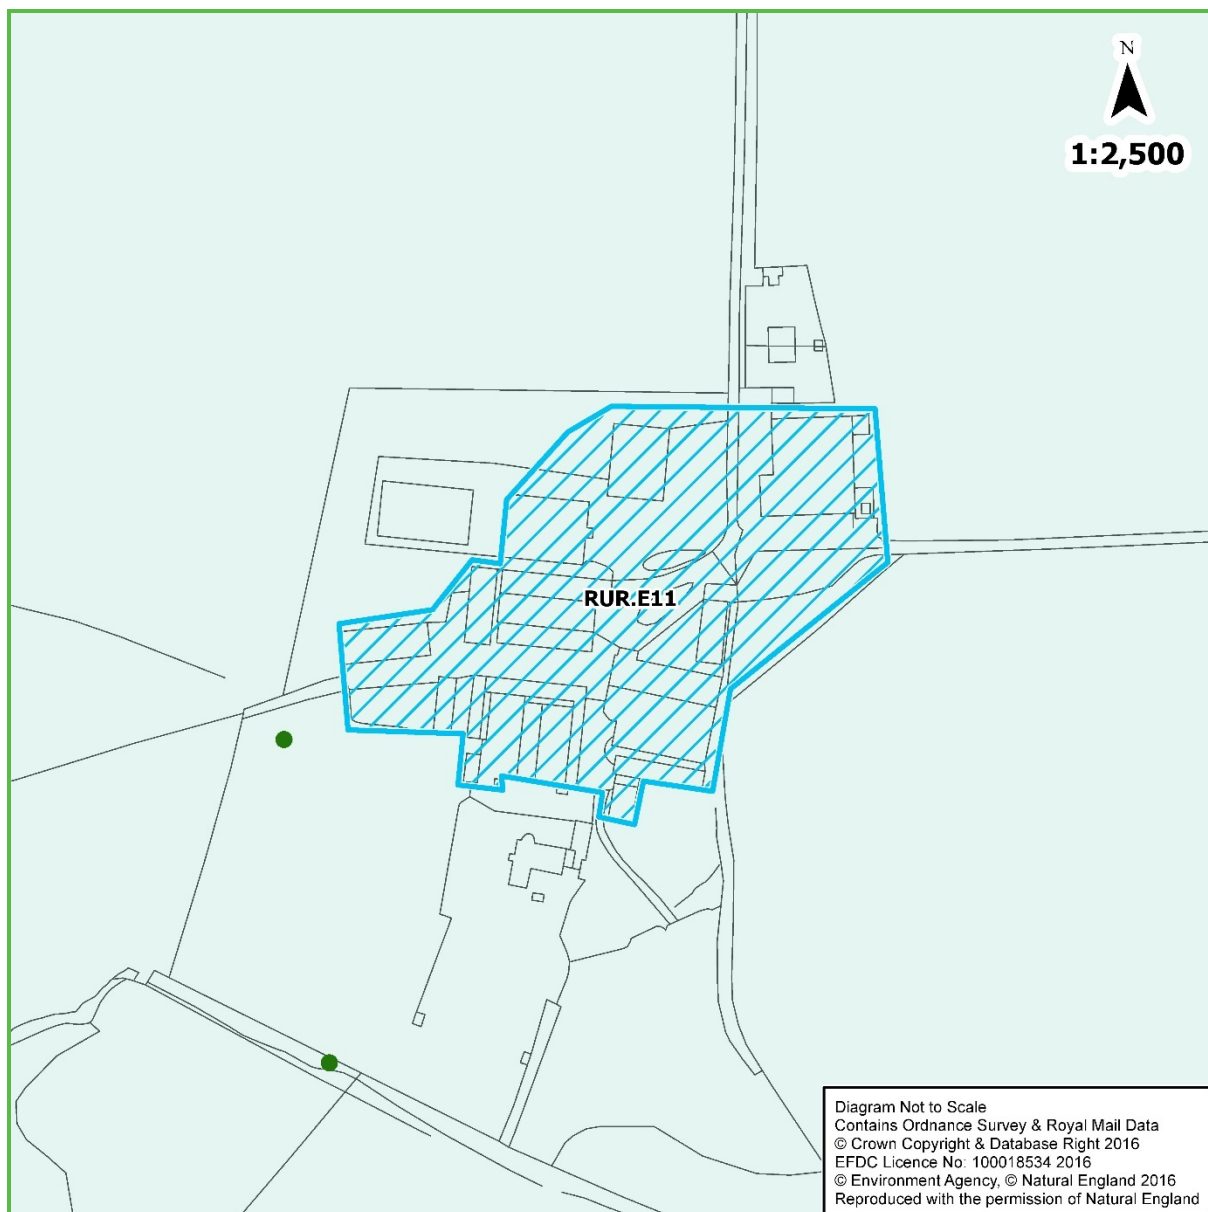 N
1:2,500
RUR.E11
Diagram Not to Scale
Contains Ordnance Survey & Royal Mail Data
© Crown Copyright & Database Right 2016
EFDC Licence No: 100018534 2016
© Environment Agency, © Natural England 2016
Reproduced with the permission of Natural England